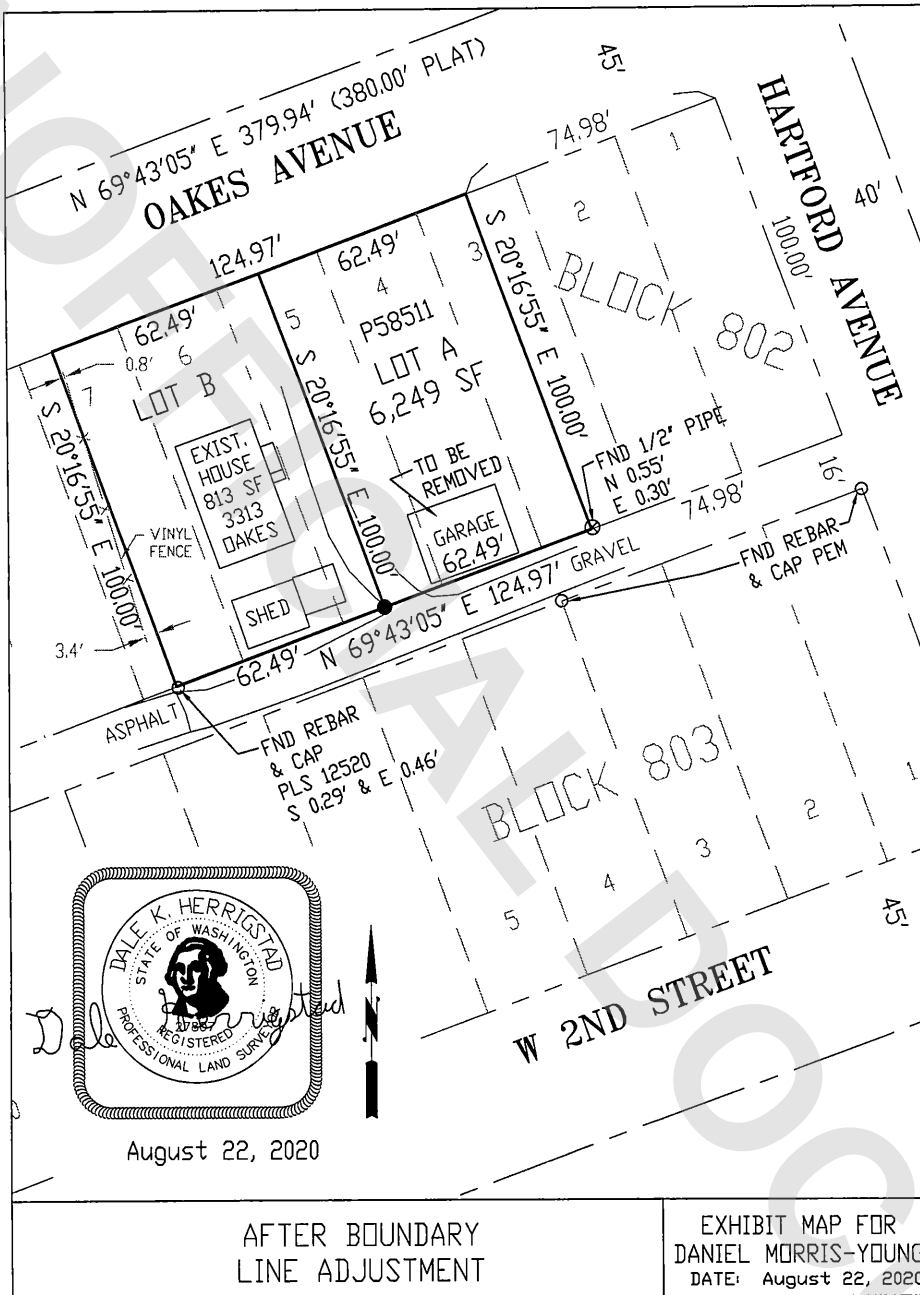 N 69°43'05" E 379.94' (380.00' PLAT)
OAKES AVENUE
45'
HARTFORD AVENUE
40'
74.98'
1
2
3
100.00'
BLOCK 802
124.97'
62.49'
62.49'
4
5
6
7
0.8'
P58511
LOT A
6,249 SF
LOT B
S 20°16'55" E 100.00'
S 20°16'55" E 100.00'
S 20°16'55" E 100.00'
EXIST.
HOUSE
813 SF
3313
OAKES
TO BE
REMOVED
GARAGE
62.49'
FND 1/2" PIPE
N 0.55'
E 0.30'
74.98'
16'
VINYL
FENCE
SHED
3.4'
62.49'
N 69°43'05" E 124.97'
GRAVEL
FND REBAR
& CAP PEM
ASPHALT
FND REBAR
& CAP
PLS 12520
S 0.29' & E 0.46'
BLOCK 803
1
2
3
4
5
45'
W 2ND STREET
DALE K. HERRIGSTAD
STATE OF WASHINGTON
REGISTERED
PROFESSIONAL LAND SURVEYOR
Dale Herrigstad
N
August 22, 2020
AFTER BOUNDARY
LINE ADJUSTMENT
EXHIBIT MAP FOR
DANIEL MORRIS-YOUNG
DATE: August 22, 2020